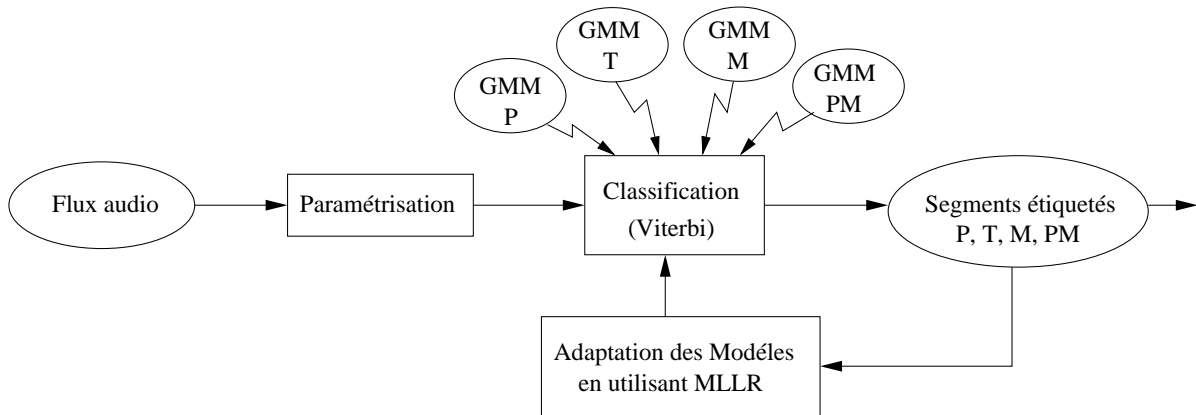 GMM
T
GMM
M
GMM
P
GMM
PM
Flux audio
Paramétrisation
Classification
(Viterbi)
Segments étiquetés
P, T, M, PM
Adaptation des Modéles
en utilisant MLLR